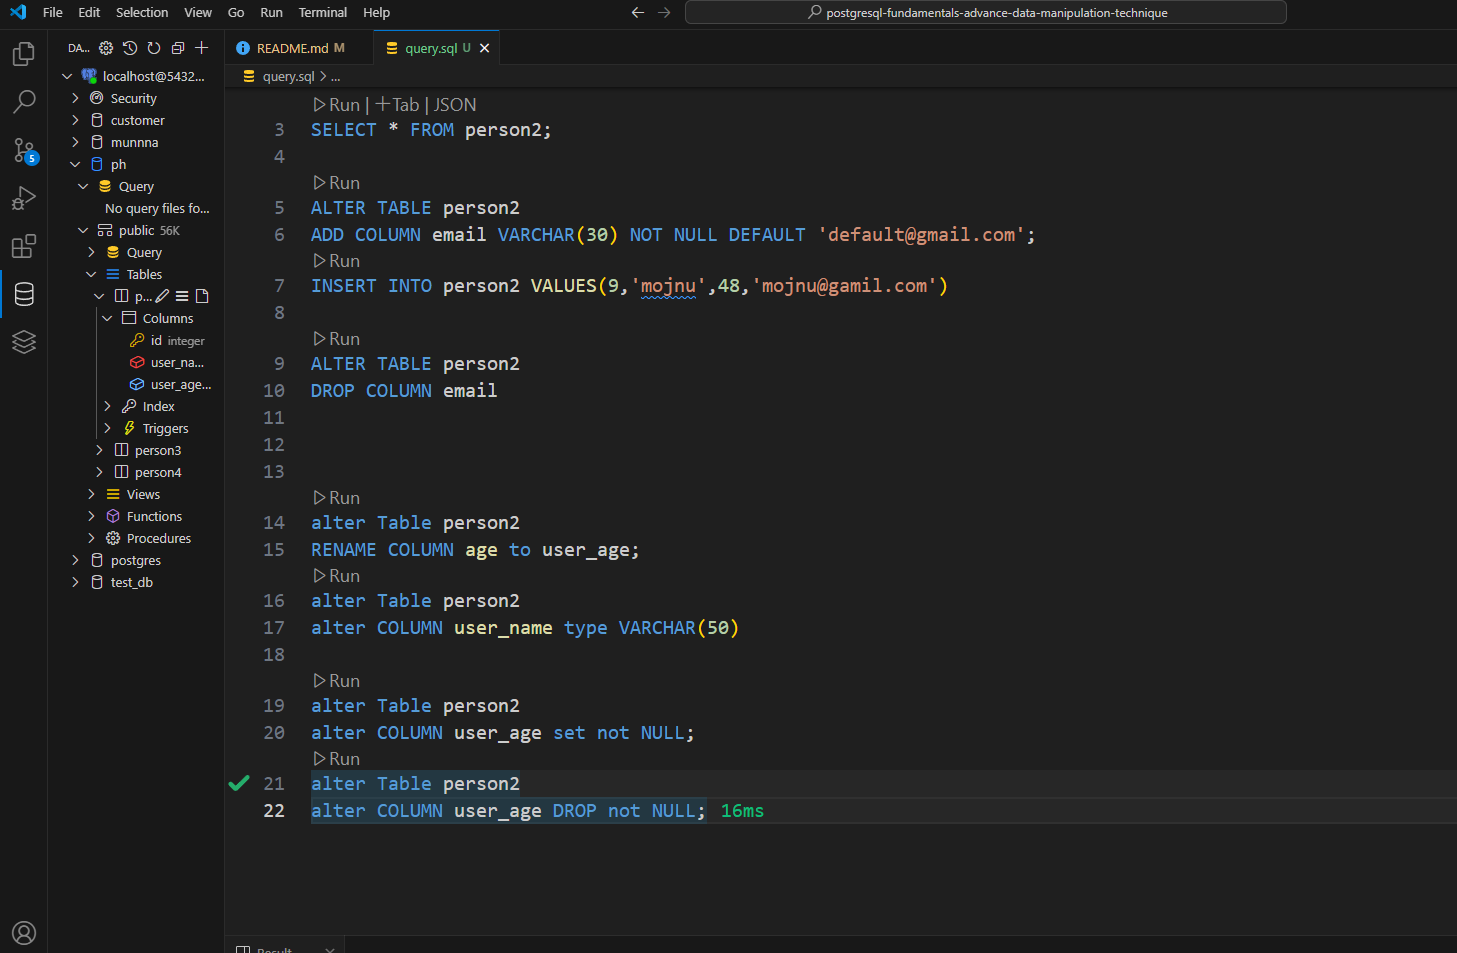 File Edit Selection View Go Run Terminal Help
postgresql-fundamentals-advance-data-manipulation-technique
DA...
README.md M
query.sql U
query.sql > ...
localhost@5432...
Security
customer
munnna
ph
Query
No query files fo...
public 56K
Query
Tables
p...
Columns
id integer
user_na...
user_age...
Index
Triggers
person3
person4
Views
Functions
Procedures
postgres
test_db
5
Run | +Tab | JSON
3 SELECT * FROM person2;
4
Run
5 ALTER TABLE person2
6 ADD COLUMN email VARCHAR(30) NOT NULL DEFAULT 'default@gmail.com';
Run
7 INSERT INTO person2 VALUES(9,'mojnu',48,'mojnu@gamil.com')
8
Run
9 ALTER TABLE person2
10 DROP COLUMN email
11
12
13
Run
14 alter Table person2
15 RENAME COLUMN age to user_age;
Run
16 alter Table person2
17 alter COLUMN user_name type VARCHAR(50)
18
Run
19 alter Table person2
20 alter COLUMN user_age set not NULL;
Run
21 alter Table person2
22 alter COLUMN user_age DROP not NULL; 16ms
Result